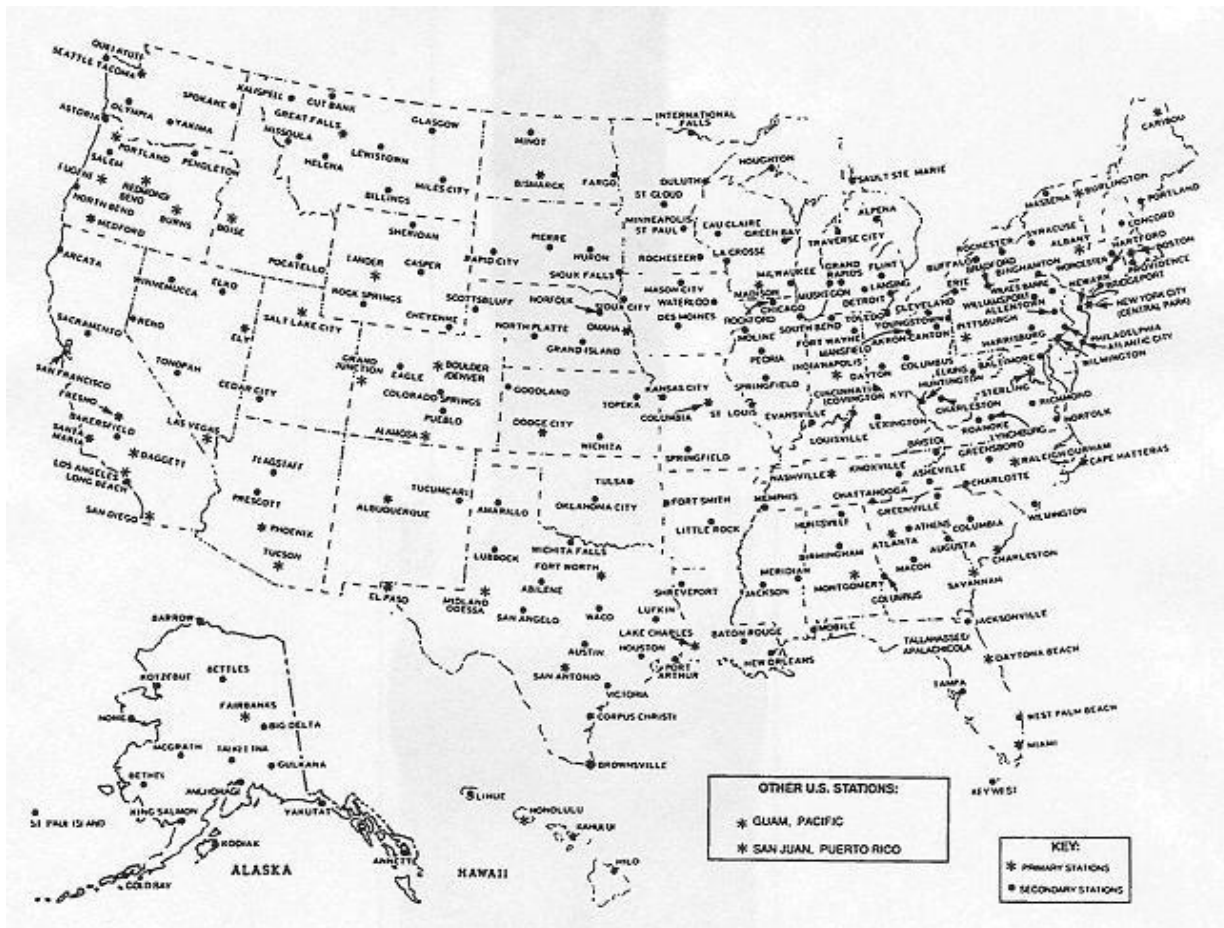 QUILLAYUTE
SEATTLE TACOMA
SPOKANE
KALISPELL
CUT BANK
GREAT FALLS
GLASGOW
MISSOULA
HELENA
LEWISTOWN
MILES CITY
BILLINGS
ASTORIA
OLYMPIA
YAKIMA
PORTLAND
PENDLETON
SALEM
EUGENE
REDMOND/
BEND
NORTH BEND
BURNS
MEDFORD
BOISE
POCATELLO
MINOT
BISMARCK
FARGO
INTERNATIONAL
FALLS
DULUTH
ST CLOUD
MINNEAPOLIS
ST PAUL
ROCHESTER
HOUGHTON
SAULT STE. MARIE
ALPENA
TRAVERSE CITY
EAU CLAIRE
GREEN BAY
LA CROSSE
MILWAUKEE
MADISON
GRAND
RAPIDS
FLINT
LANSING
MUSKEGON
DETROIT
CARIBOU
BURLINGTON
MASSENA
PORTLAND
CONCORD
SYRACUSE
ALBANY
ROCHESTER
BUFFALO
BRADFORD
BINGHAMTON
WORCESTER
HARTFORD
BOSTON
PROVIDENCE
BRIDGEPORT
NEWARK
NEW YORK CITY
(CENTRAL PARK)
ERIE
WILKES BARRE
WILLIAMSPORT
ALLENTOWN
PITTSBURGH
HARRISBURG
PHILADELPHIA
ATLANTIC CITY
WILMINGTON
BALTIMORE
ARCATA
WINNEMUCCA
ELKO
RENO
ELY
TONOPAH
LAS VEGAS
SACRAMENTO
SAN FRANCISCO
FRESNO
BAKERSFIELD
SANTA
MARIA
DAGGETT
LOS ANGELES
LONG BEACH
SAN DIEGO
SALT LAKE CITY
CEDAR CITY
SHERIDAN
LANDER
CASPER
ROCK SPRINGS
CHEYENNE
RAPID CITY
PIERRE
HURON
SIOUX FALLS
SCOTTSBLUFF
NORFOLK
NORTH PLATTE
OMAHA
GRAND ISLAND
SIOUX CITY
MASON CITY
WATERLOO
DES MOINES
GRAND
JUNCTION
EAGLE
BOULDER
/DENVER
COLORADO SPRINGS
PUEBLO
ALAMOSA
GOODLAND
TOPEKA
DODGE CITY
WICHITA
KANSAS CITY
COLUMBIA
ST LOUIS
SPRINGFIELD
ROCKFORD
CHICAGO
MOLINE
PEORIA
SPRINGFIELD
SOUTH BEND
FORT WAYNE
INDIANAPOLIS
EVANSVILLE
TOLEDO
CLEVELAND
YOUNGSTOWN
AKRON-CANTON
MANSFIELD
DAYTON
COLUMBUS
CINCINNATI
(COVINGTON KY)
LOUISVILLE
LEXINGTON
HUNTINGTON
ELKINS
CHARLESTON
STERLING
RICHMOND
ROANOKE
NORFOLK
LYNCHBURG
BRISTOL
GREENSBORO
RALEIGH DURHAM
CAPE HATTERAS
ASHEVILLE
CHARLOTTE
WILMINGTON
FLAGSTAFF
PRESCOTT
PHOENIX
TUCSON
ALBUQUERQUE
TUCUMCARI
TULSA
OKLAHOMA CITY
FORT SMITH
LITTLE ROCK
NASHVILLE
KNOXVILLE
MEMPHIS
CHATTANOOGA
GREENVILLE
COLUMBIA
CHARLESTON
HUNTSVILLE
BIRMINGHAM
MONTGOMERY
MOBILE
ATLANTA
ATHENS
AUGUSTA
MACON
SAVANNAH
COLUMBUS
MERIDIAN
JACKSON
AMARILLO
LUBBOCK
WICHITA FALLS
FORT WORTH
ABILENE
EL PASO
MIDLAND
ODESSA
SAN ANGELO
WACO
LUFKIN
AUSTIN
HOUSTON
PORT
ARTHUR
SAN ANTONIO
VICTORIA
CORPUS CHRISTI
BROWNSVILLE
SHREVEPORT
LAKE CHARLES
BATON ROUGE
NEW ORLEANS
TALLAHASSEE/
APALACHICOLA
JACKSONVILLE
DAYTONA BEACH
TAMPA
WEST PALM BEACH
MIAMI
KEY WEST
BARROW
KOTZEBUE
BETTLES
NOME
FAIRBANKS
BIG DELTA
MCGRATH
TALKEETNA
GULKANA
BETHEL
ANCHORAGE
KING SALMON
YAKUTAT
ST. PAUL ISLAND
KODIAK
COLD BAY
ANNETTE
ALASKA
LIHUE
HONOLULU
KAHULUI
HILO
HAWAII
OTHER U.S. STATIONS:
* GUAM, PACIFIC
* SAN JUAN, PUERTO RICO
KEY:
* PRIMARY STATIONS
• SECONDARY STATIONS